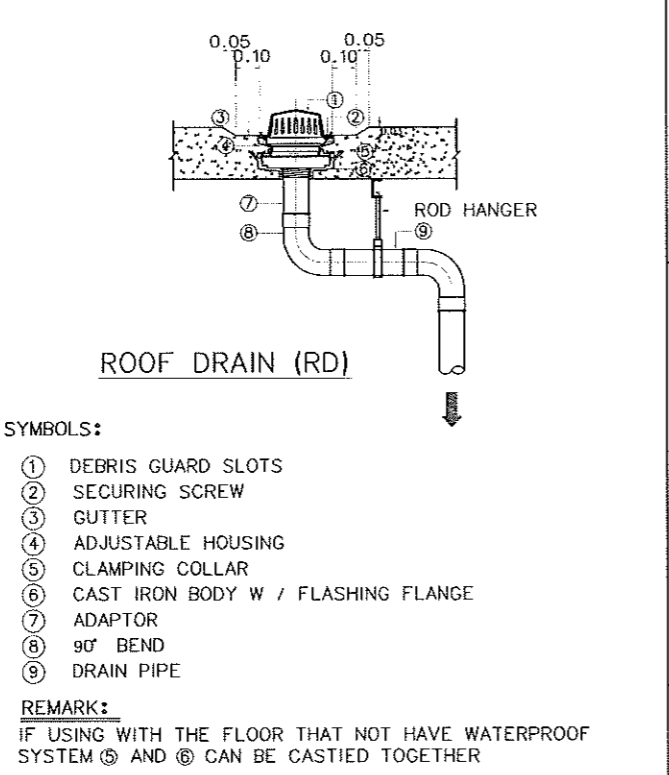 0.05 0.05
0.10 0.10
① ② ③ ④ ⑤ ⑥
0.03
⑦ ROD HANGER
⑧ ⑨
ROOF DRAIN (RD)
SYMBOLS:
① DEBRIS GUARD SLOTS
② SECURING SCREW
③ GUTTER
④ ADJUSTABLE HOUSING
⑤ CLAMPING COLLAR
⑥ CAST IRON BODY W / FLASHING FLANGE
⑦ ADAPTOR
⑧ 90° BEND
⑨ DRAIN PIPE
REMARK:
IF USING WITH THE FLOOR THAT NOT HAVE WATERPROOF
SYSTEM ⑤ AND ⑥ CAN BE CASTIED TOGETHER